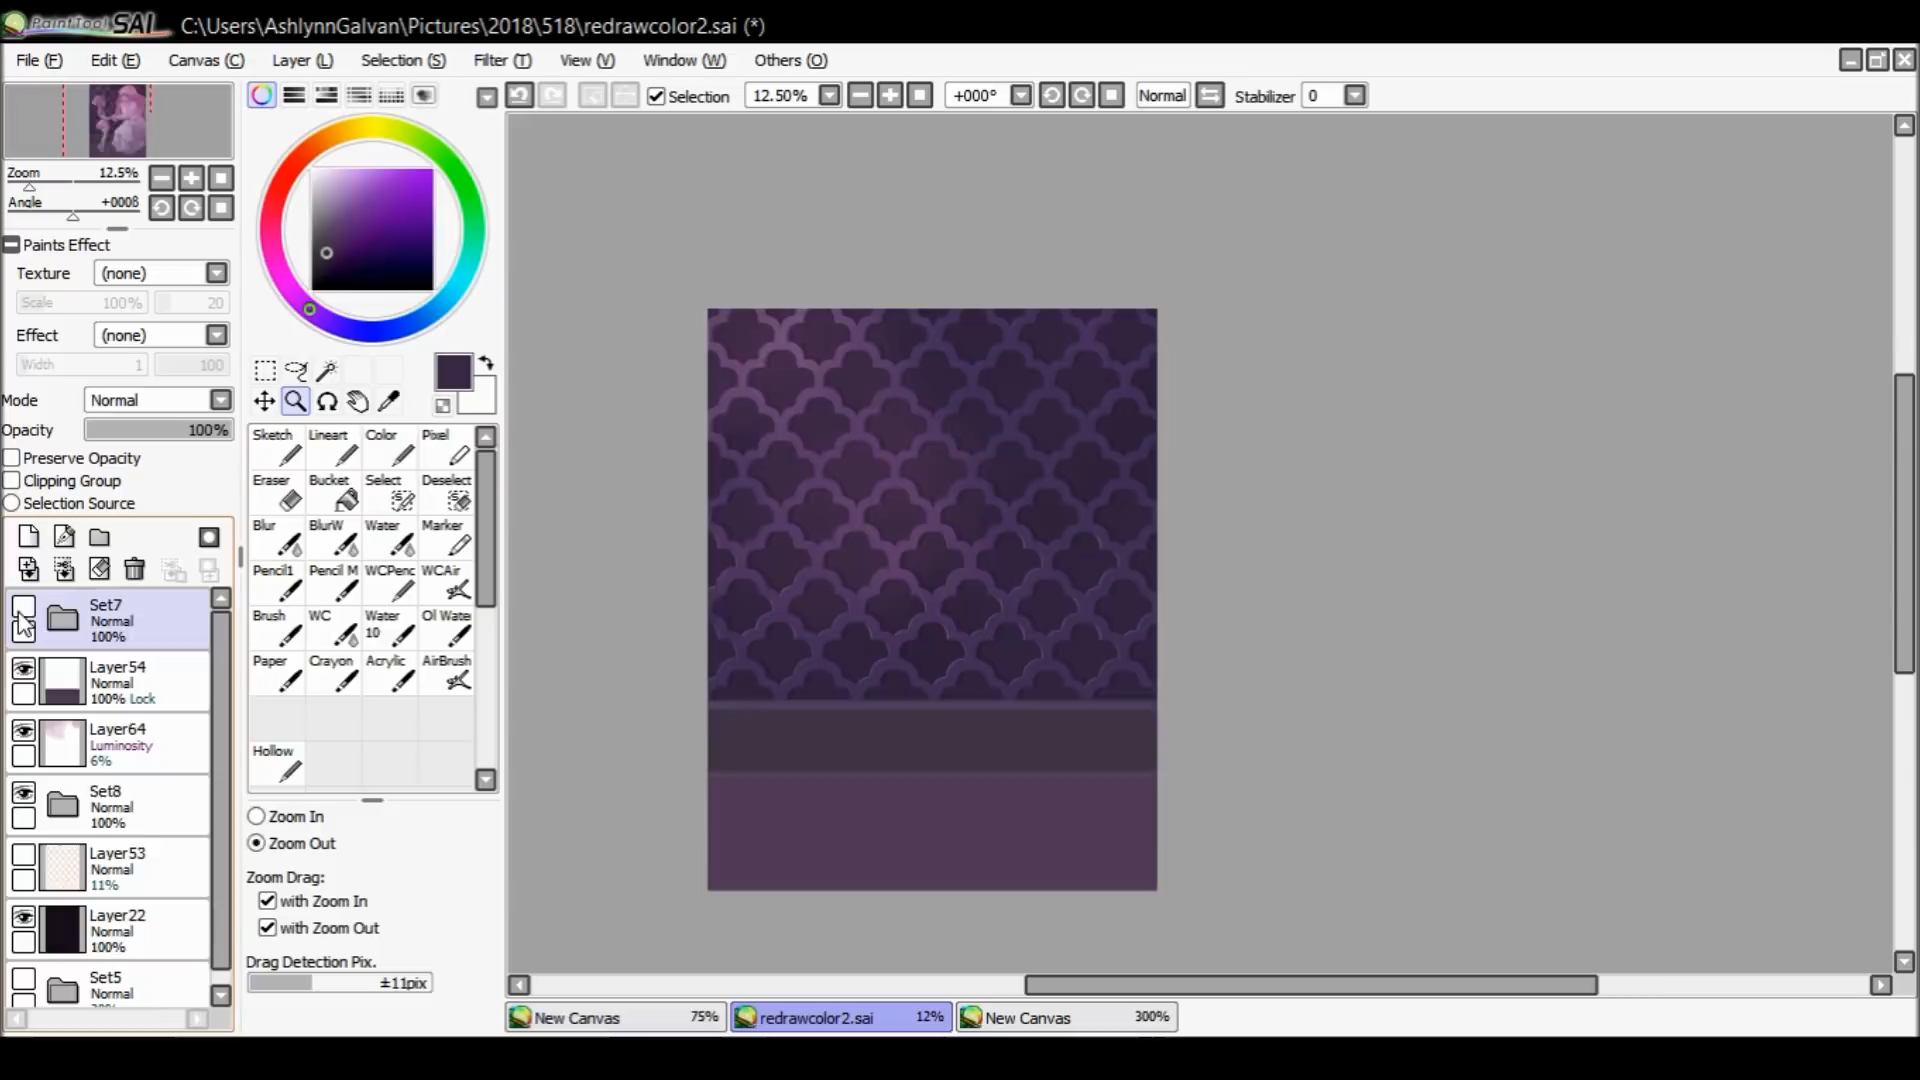 PaintTool SAI C:\Users\AshlynnGalvan\Pictures\2018\518\redrawcolor2.sai (*)
File (F) Edit (E) Canvas (C) Layer (L) Selection (S) Filter (T) View (V) Window (W) Others (O)
Selection 12.50% +000° Normal Stabilizer 0
Zoom 12.5%
Angle +000ß
Paints Effect
Texture (none)
Scale 100% 20
Effect (none)
Width 1 100
Mode Normal
Opacity 100%
Preserve Opacity
Clipping Group
Selection Source
Set7
Normal
100%
Layer54
Normal
100% Lock
Layer64
Luminosity
6%
Set8
Normal
100%
Layer53
Normal
11%
Layer22
Normal
100%
Set5
Normal
Sketch Lineart Color Pixel
Eraser Bucket Select Deselect
Blur BlurW Water Marker
Pencil1 Pencil M WCPenc WCAir
Brush WC Water 10 Ol Wate
Paper Crayon Acrylic AirBrush
Hollow
Zoom In
Zoom Out
Zoom Drag:
with Zoom In
with Zoom Out
Drag Detection Pix.
±11pix
New Canvas 75% redrawcolor2.sai 12% New Canvas 300%